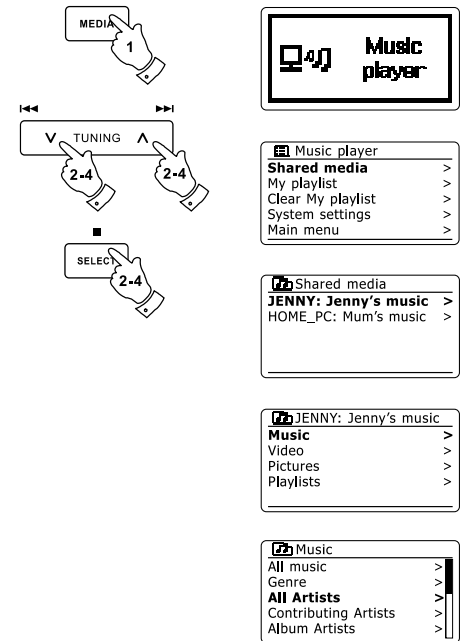 MEDIA
1
TUNING
2-4
2-4
SELECT
2-4
Music
player
Music player
Shared media >
My playlist >
Clear My playlist >
System settings >
Main menu >
Shared media
JENNY: Jenny's music >
HOME_PC: Mum's music >
JENNY: Jenny's music
Music >
Video >
Pictures >
Playlists >
Music
All music >
Genre >
All Artists >
Contributing Artists >
Album Artists >